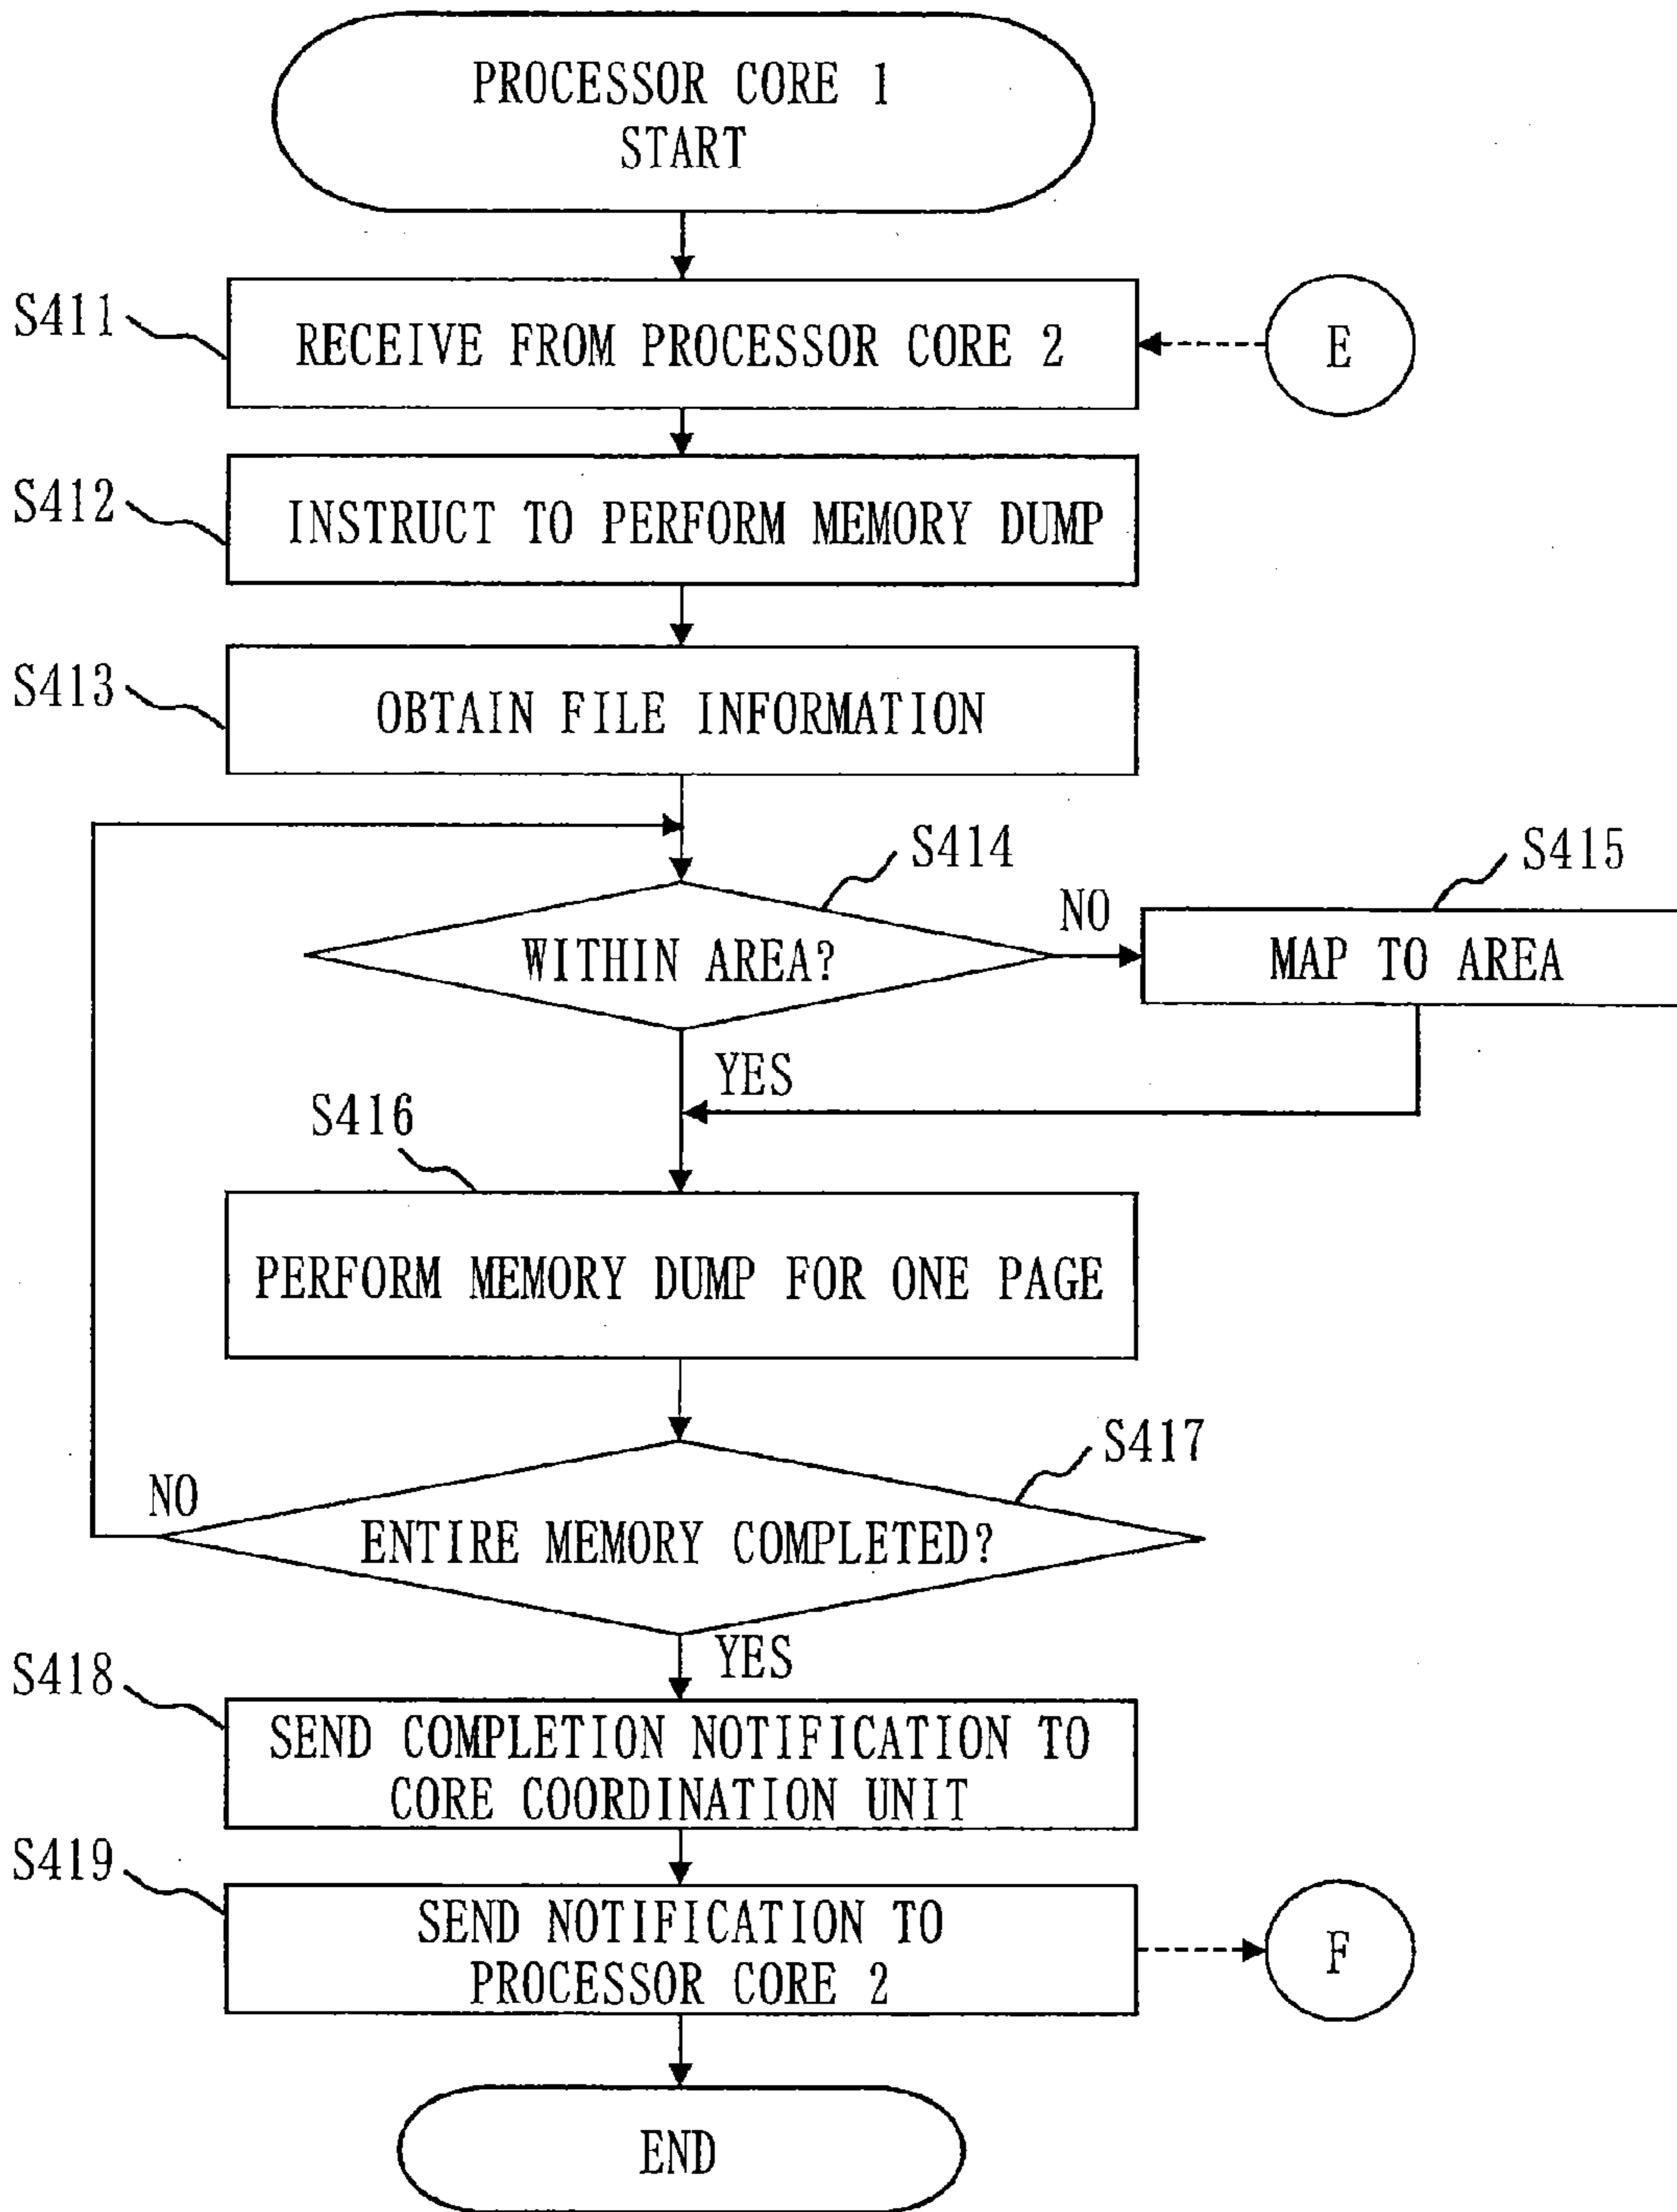 PROCESSOR CORE 1
START
S411
RECEIVE FROM PROCESSOR CORE 2
E
S412
INSTRUCT TO PERFORM MEMORY DUMP
S413
OBTAIN FILE INFORMATION
S414
WITHIN AREA?
NO
S415
MAP TO AREA
YES
S416
PERFORM MEMORY DUMP FOR ONE PAGE
S417
NO
ENTIRE MEMORY COMPLETED?
YES
S418
SEND COMPLETION NOTIFICATION TO
CORE COORDINATION UNIT
S419
SEND NOTIFICATION TO
PROCESSOR CORE 2
F
END